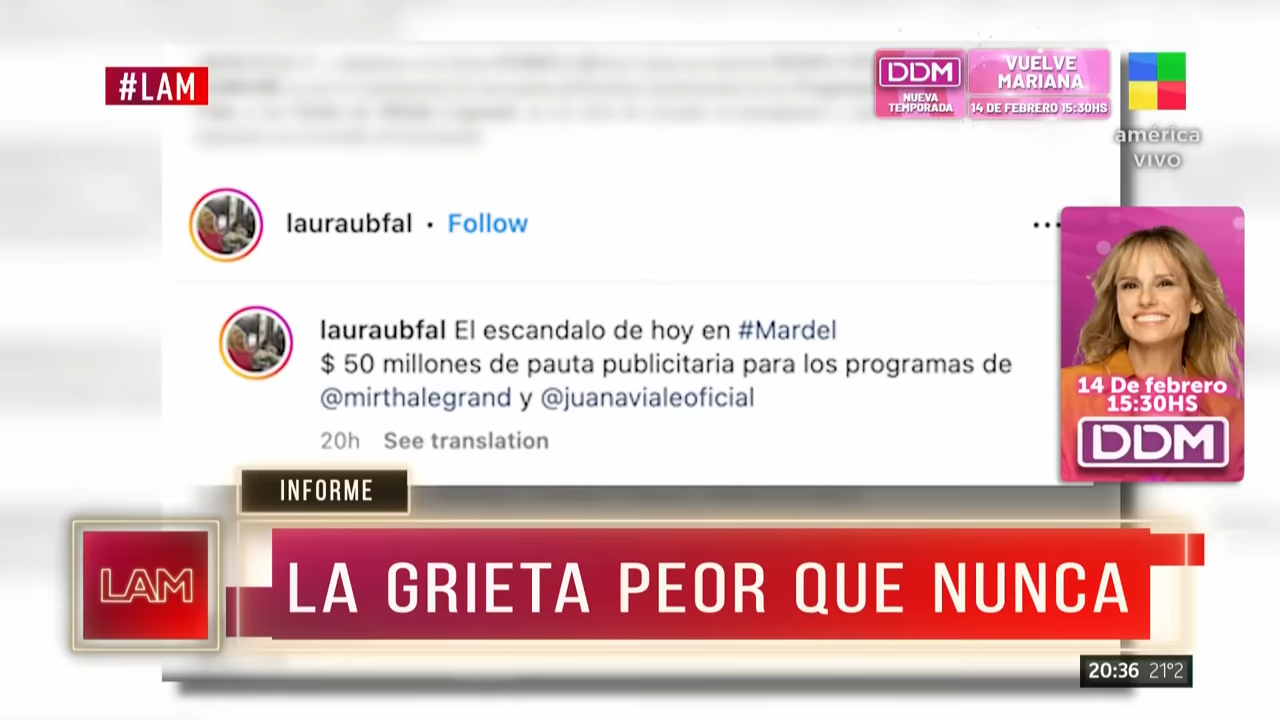 #LAM
DDM
NUEVA
TEMPORADA
VUELVE
MARIANA
14 DE FEBRERO 15:30HS
américa
VIVO
lauraubfal • Follow
lauraubfal El escandalo de hoy en #Mardel
$ 50 millones de pauta publicitaria para los programas de
@mirthalegrand y @juanavialeoficial
20h See translation
14 De febrero
15:30HS
DDM
INFORME
LAM
LA GRIETA PEOR QUE NUNCA
20:36 21°2